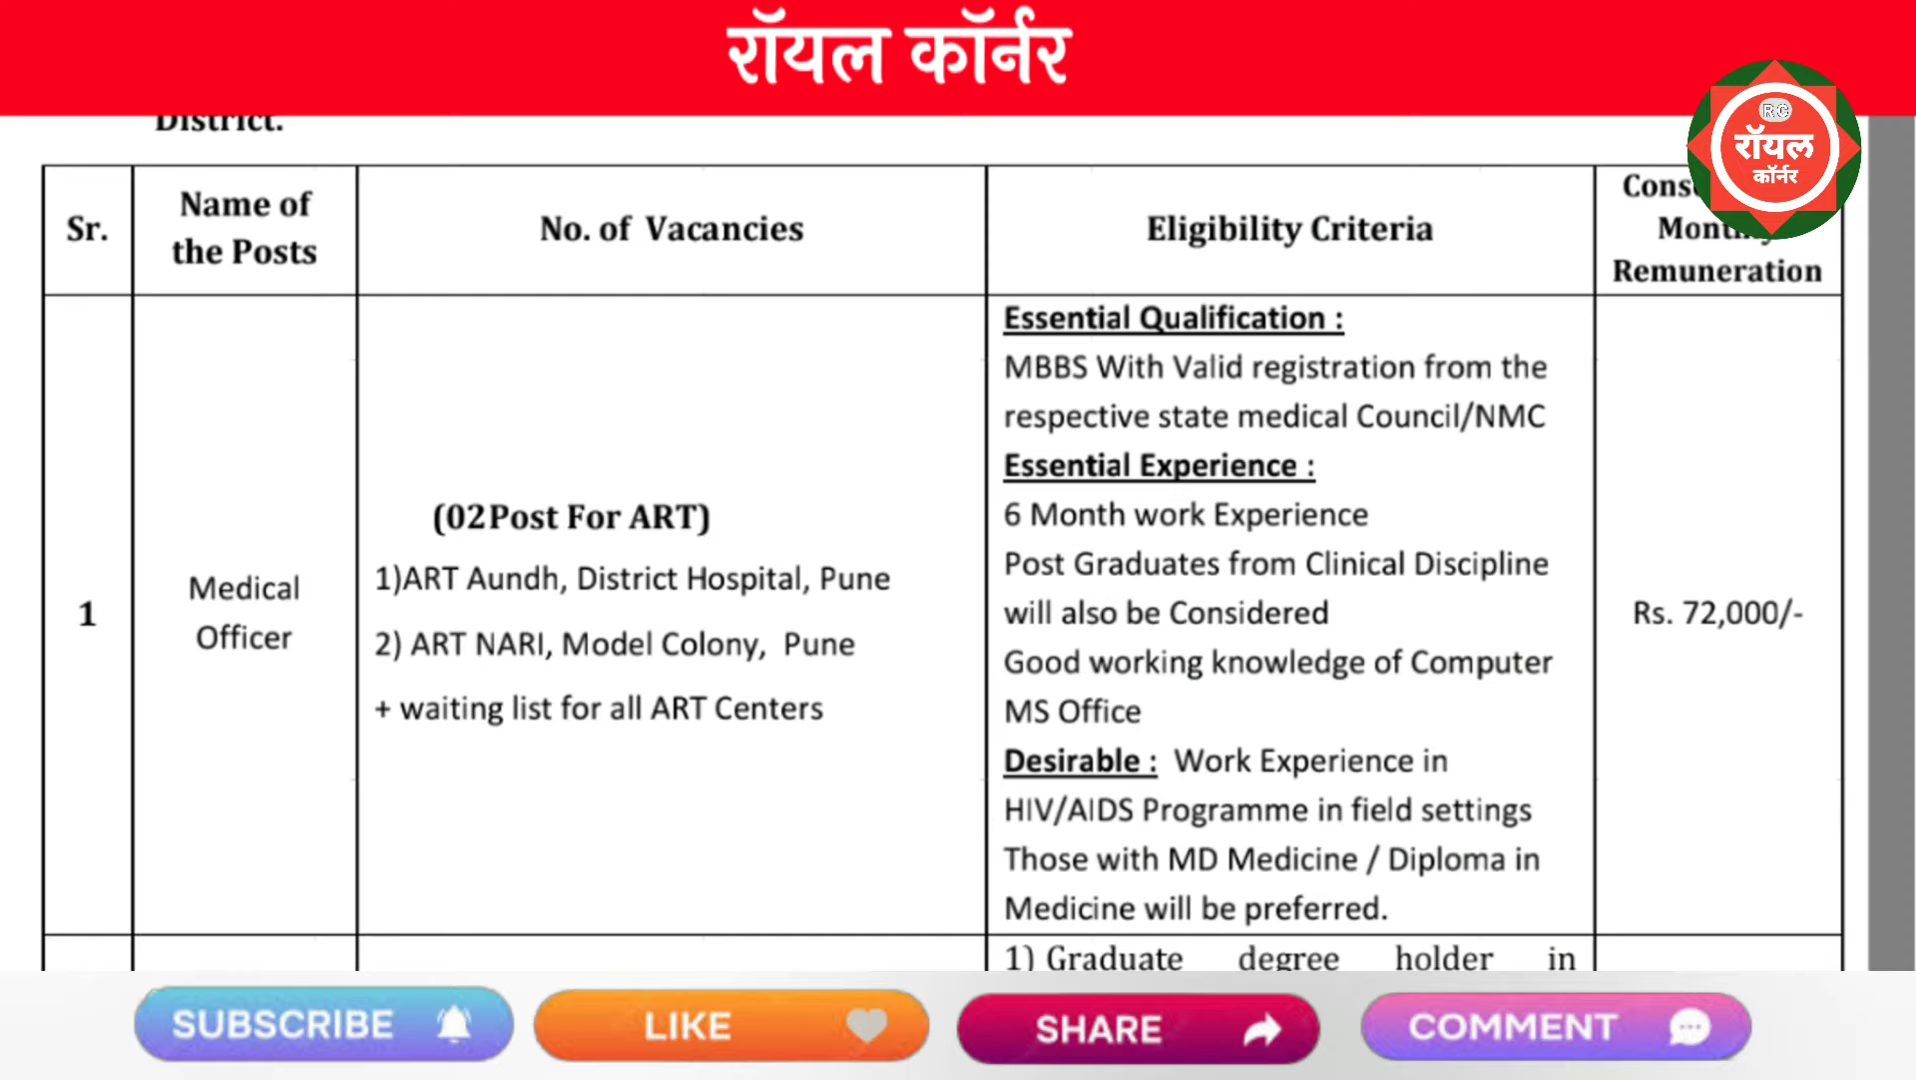 रॉयल कॉर्नर
RC
रॉयल
कॉर्नर
District.
Sr.
Name of
the Posts
No. of Vacancies
Eligibility Criteria
Monthly
Remuneration
1
Medical
Officer
(02Post For ART)
1)ART Aundh, District Hospital, Pune
2) ART NARI, Model Colony, Pune
+ waiting list for all ART Centers
Essential Qualification :
MBBS With Valid registration from the
respective state medical Council/NMC
Essential Experience :
6 Month work Experience
Post Graduates from Clinical Discipline
will also be Considered
Good working knowledge of Computer
MS Office
Desirable : Work Experience in
HIV/AIDS Programme in field settings
Those with MD Medicine / Diploma in
Medicine will be preferred.
Rs. 72,000/-
1) Graduate degree holder in
SUBSCRIBE
LIKE
SHARE
COMMENT